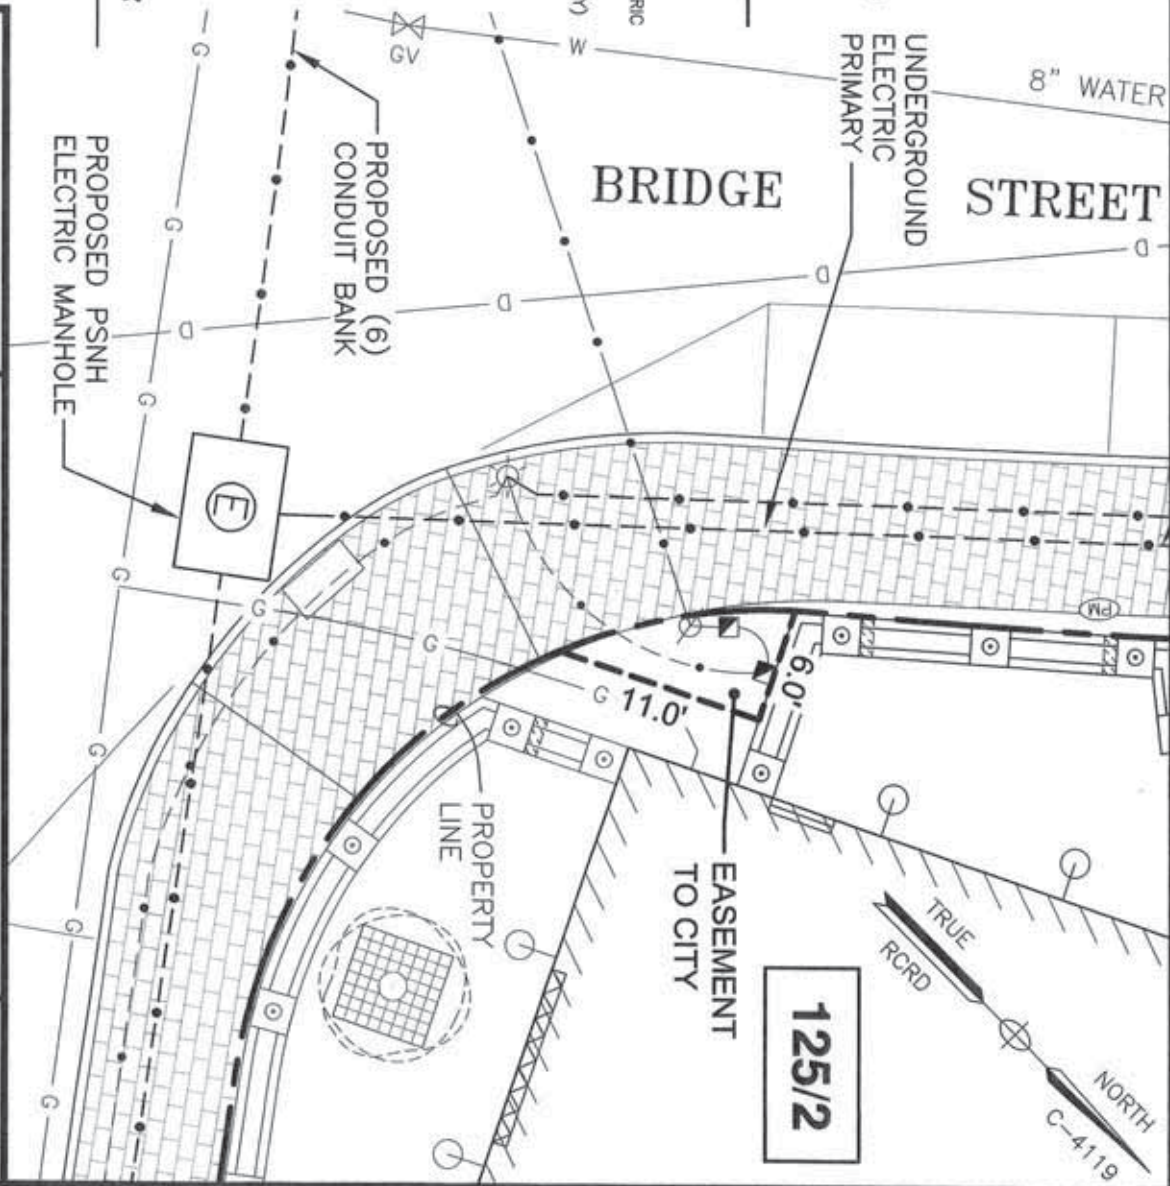 GV
W
8" WATER
RIC
UNDERGROUND
ELECTRIC
PRIMARY
BRIDGE STREET
PROPOSED (6)
CONDUIT BANK
PROPOSED PSNH
ELECTRIC MANHOLE
G
G
G
G
G
G
G
G
G
G
G
D
D
D
D
E
PM
6.0'
11.0'
PROPERTY
LINE
EASEMENT
TO CITY
125/2
TRUE
RCRD
NORTH
C-4119